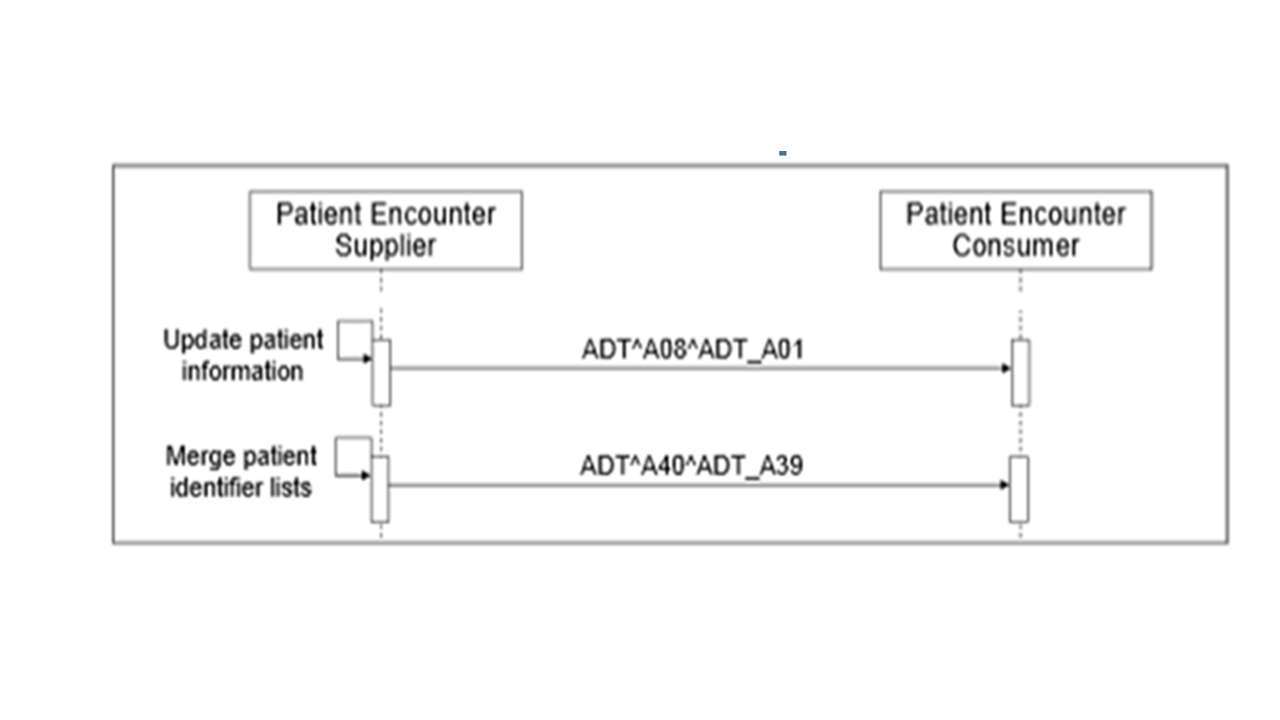 Patient Encounter
Supplier
Patient Encounter
Consumer
Update patient
information
ADT^A08^ADT_A01
Merge patient
identifier lists
ADT^A40^ADT_A39